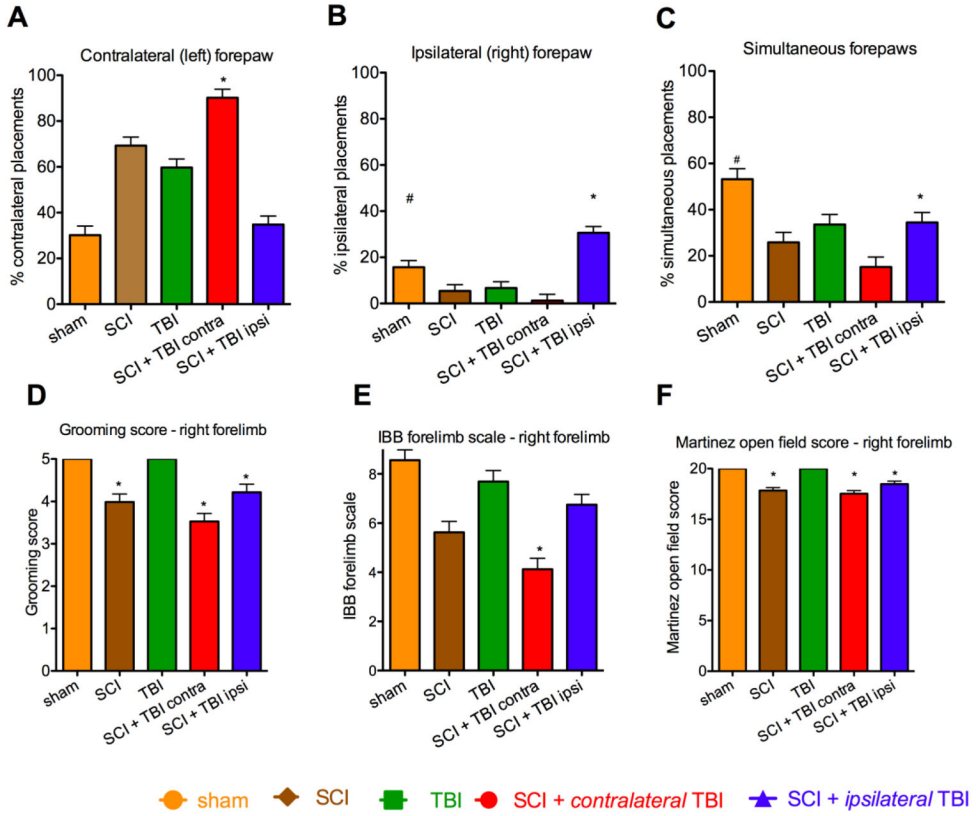 A
Contralateral (left) forepaw
% contralateral placements
100
80
60
40
20
0
*
sham
SCI
TBI
SCI + TBI contra
SCI + TBI ipsi
B
Ipsilateral (right) forepaw
% ipsilateral placements
100
80
60
40
20
0
#
*
sham
SCI
TBI
SCI + TBI contra
SCI + TBI ipsi
C
Simultaneous forepaws
% simultaneous placements
100
80
60
40
20
0
#
*
Sham
SCI
TBI
SCI + TBI contra
SCI + TBI ipsi
D
Grooming score - right forelimb
Grooming score
5
4
3
2
1
0
*
*
*
sham
SCI
TBI
SCI + TBI contra
SCI + TBI ipsi
E
IBB forelimb scale - right forelimb
IBB forelimb scale
8
6
4
2
0
*
sham
SCI
TBI
SCI + TBI contra
SCI + TBI ipsi
F
Martinez open field score - right forelimb
Martinez open field score
20
15
10
5
0
*
*
*
sham
SCI
TBI
SCI + TBI contra
SCI + TBI ipsi
sham
SCI
TBI
SCI + contralateral TBI
SCI + ipsilateral TBI